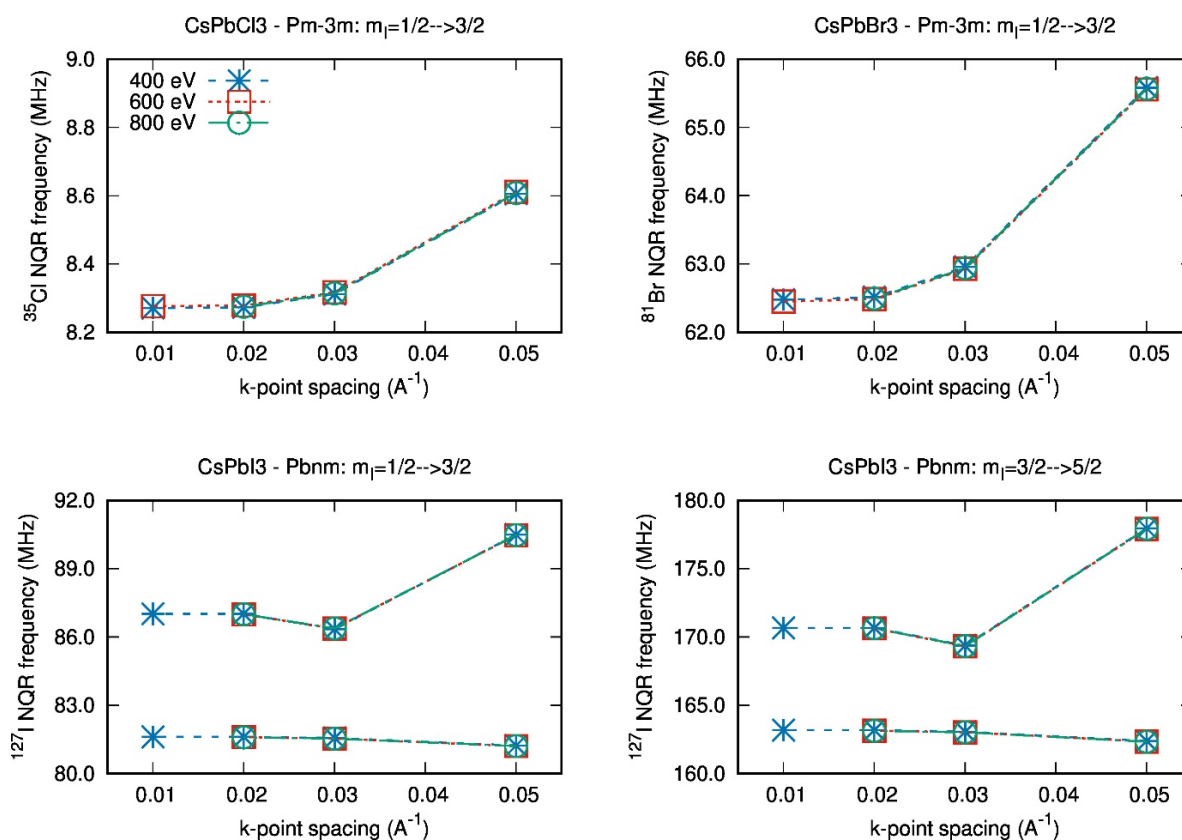 CsPbCl3 - Pm-3m: m_I=1/2-->3/2
9.0
8.8
8.6
8.4
8.2
35Cl NQR frequency (MHz)
400 eV
600 eV
800 eV
0.01 0.02 0.03 0.04 0.05
k-point spacing (A^-1)
CsPbBr3 - Pm-3m: m_I=1/2-->3/2
66.0
65.0
64.0
63.0
62.0
81Br NQR frequency (MHz)
0.01 0.02 0.03 0.04 0.05
k-point spacing (A^-1)
CsPbI3 - Pbnm: m_I=1/2-->3/2
92.0
89.0
86.0
83.0
80.0
127I NQR frequency (MHz)
0.01 0.02 0.03 0.04 0.05
k-point spacing (A^-1)
CsPbI3 - Pbnm: m_I=3/2-->5/2
180.0
175.0
170.0
165.0
160.0
127I NQR frequency (MHz)
0.01 0.02 0.03 0.04 0.05
k-point spacing (A^-1)